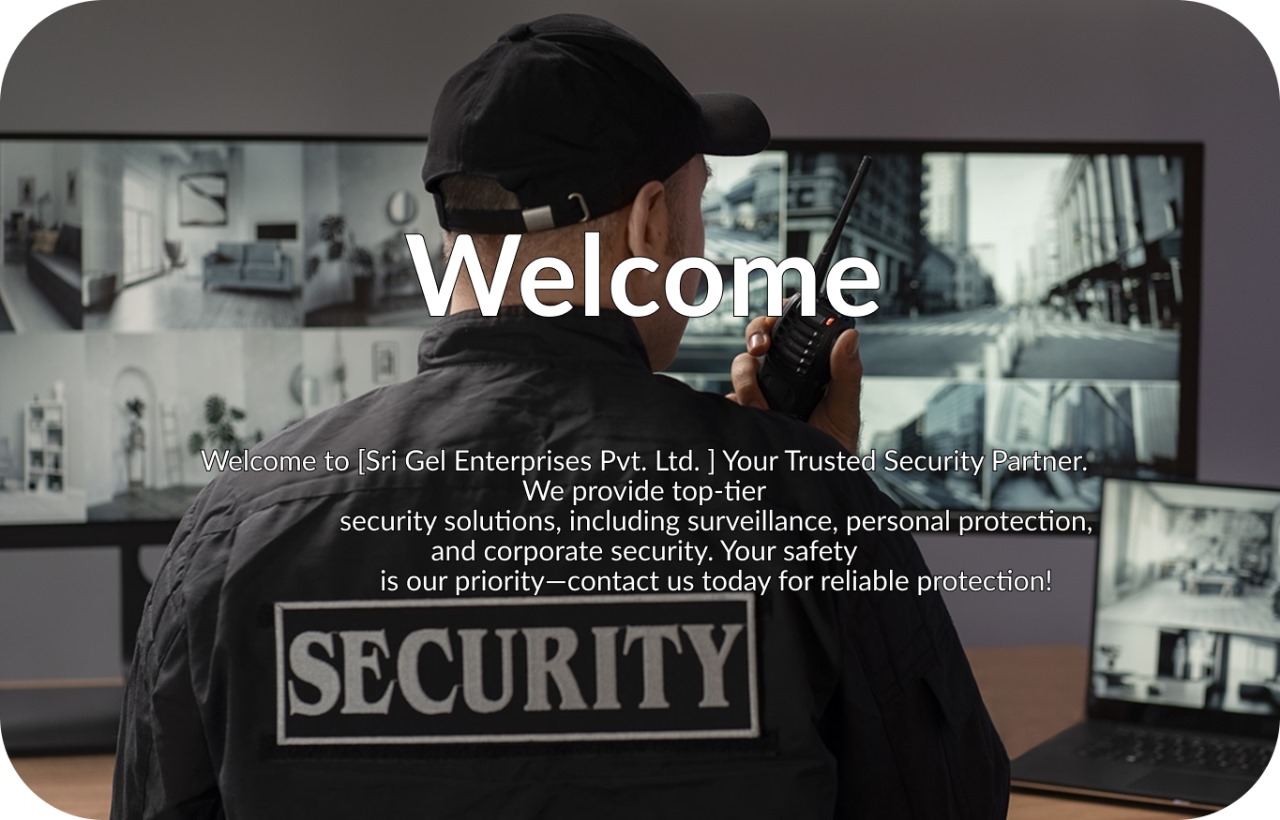 Welcome
Welcome to [Sri Gel Enterprises Pvt. Ltd. ] Your Trusted Security Partner.
We provide top-tier
security solutions, including surveillance, personal protection,
and corporate security. Your safety
is our priority—contact us today for reliable protection!
SECURITY